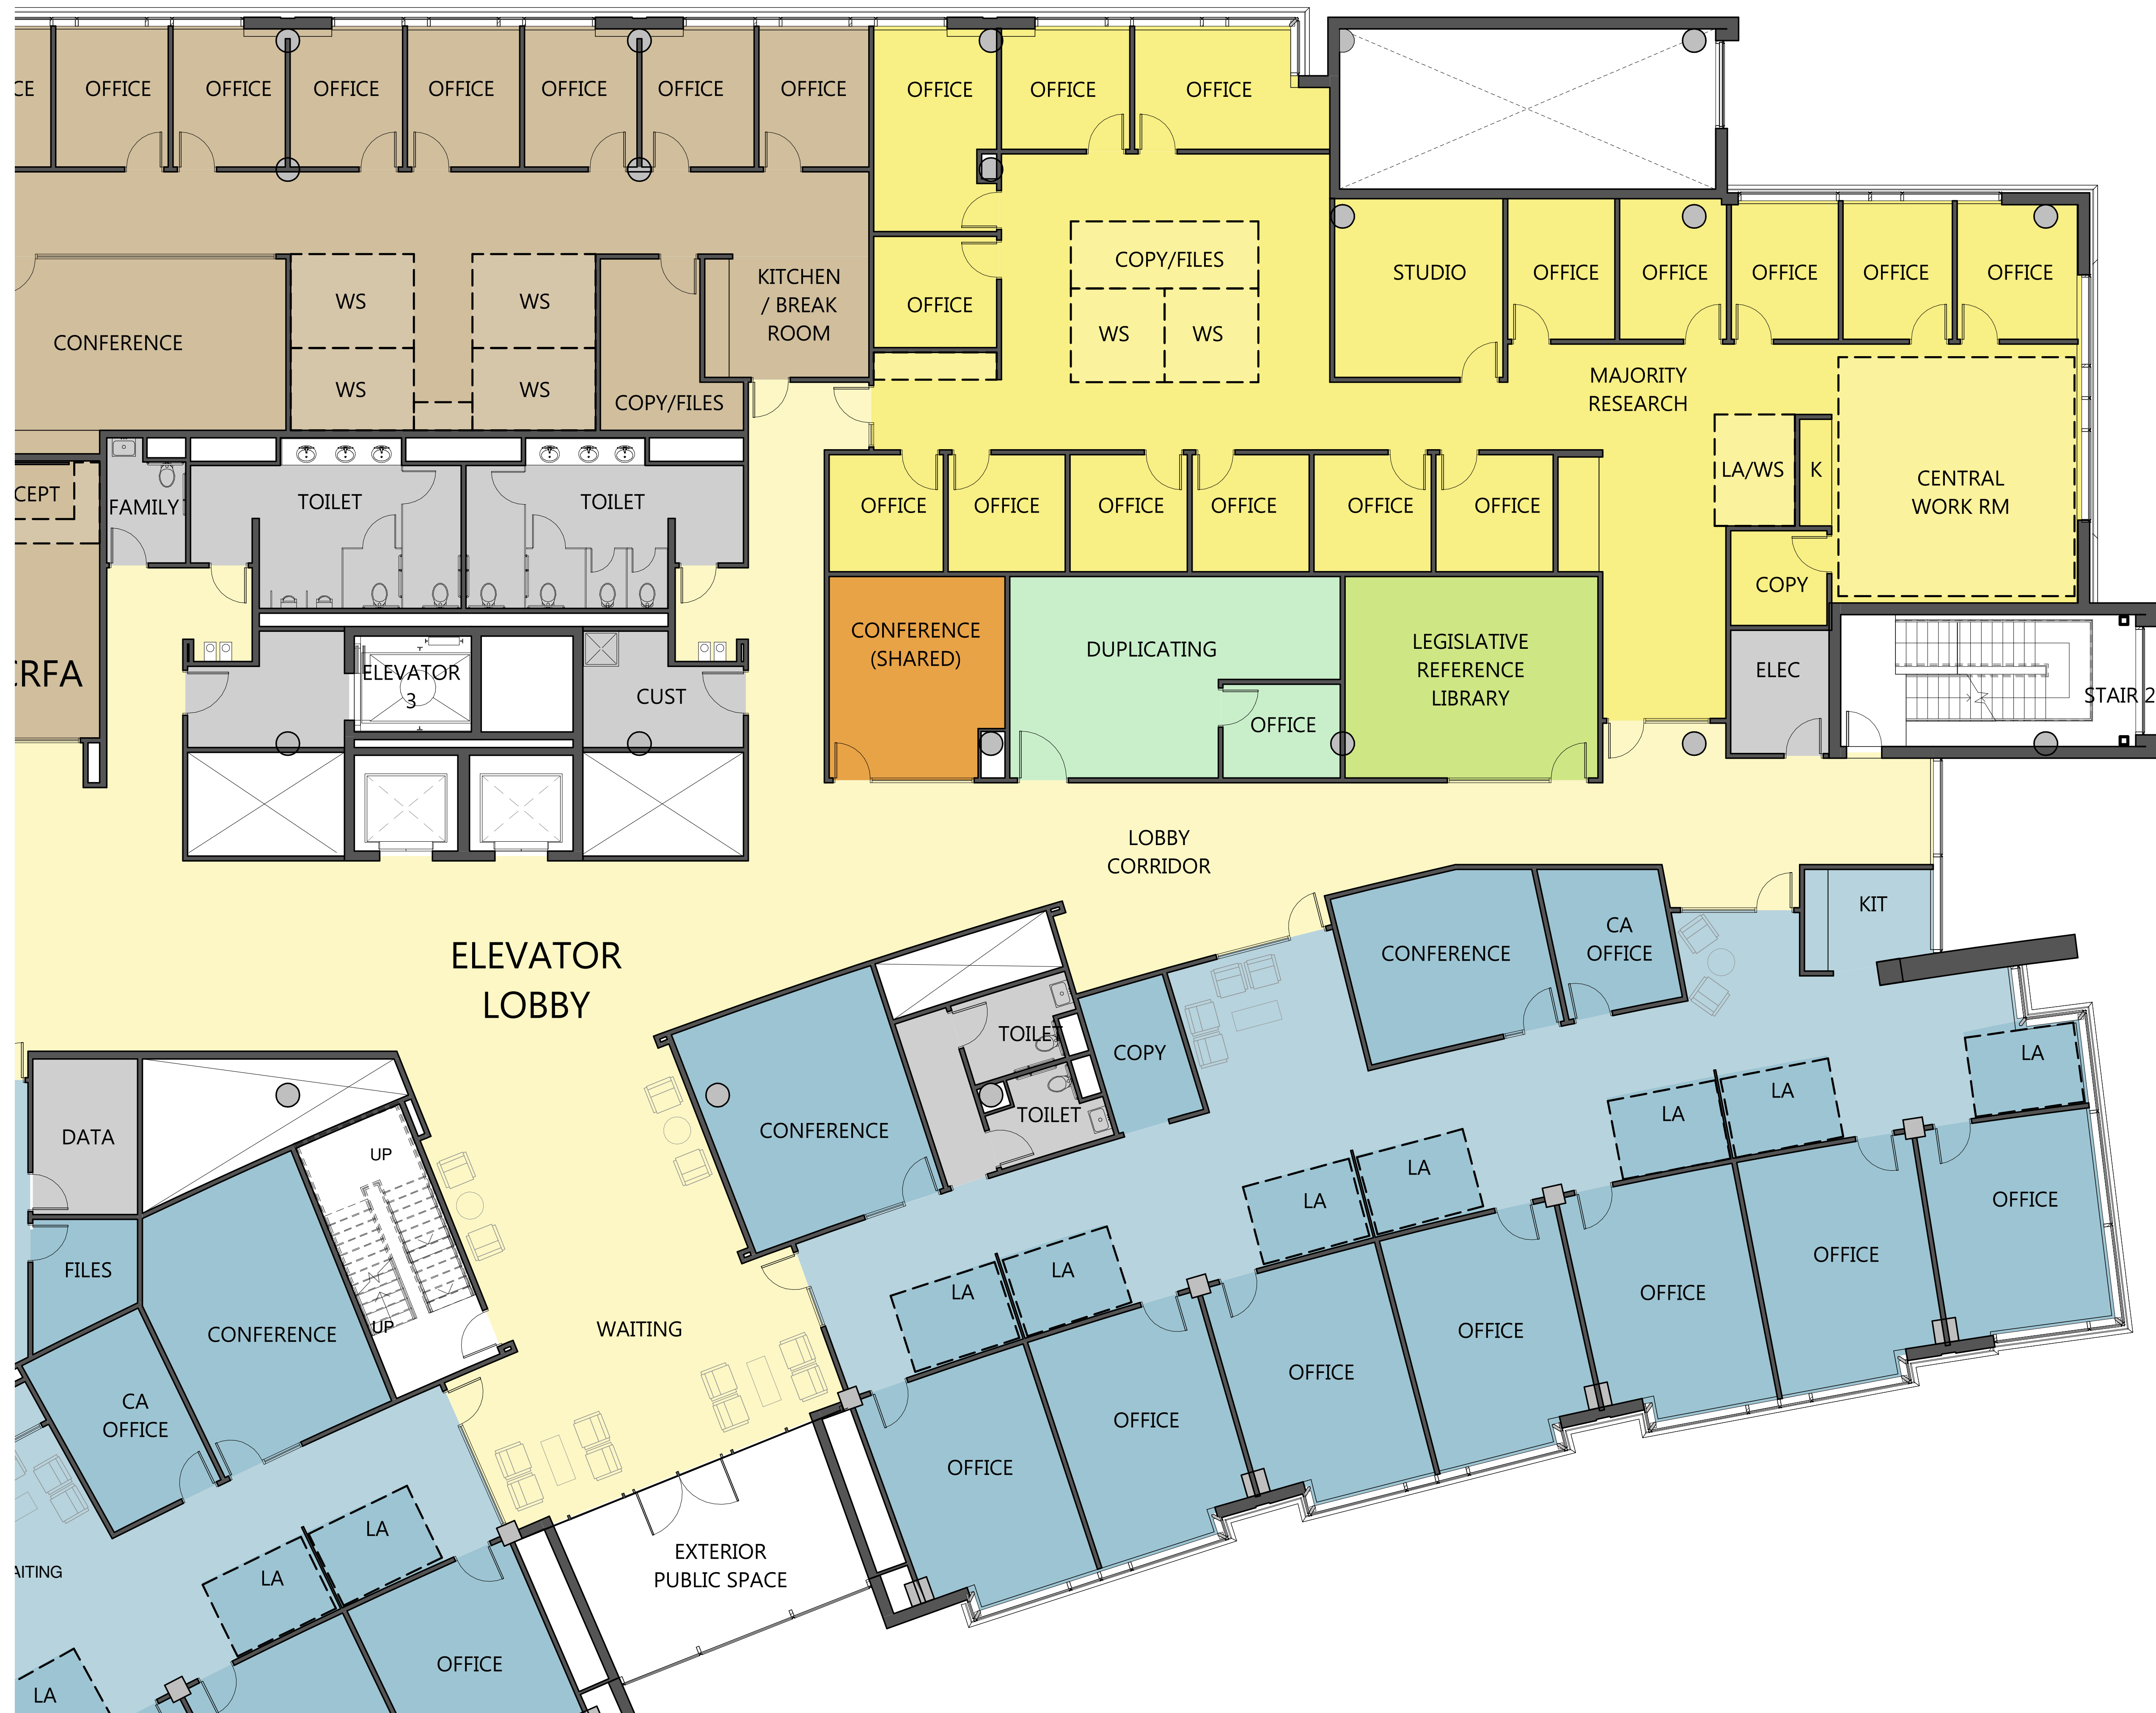 CE
OFFICE
OFFICE
OFFICE
OFFICE
OFFICE
OFFICE
OFFICE
OFFICE
OFFICE
OFFICE
COPY/FILES
WS
WS
OFFICE
STUDIO
OFFICE
OFFICE
OFFICE
OFFICE
OFFICE
KITCHEN
/ BREAK
ROOM
WS
WS
CONFERENCE
WS
WS
COPY/FILES
MAJORITY
RESEARCH
LA/WS
K
CENTRAL
WORK RM
CEPT
FAMILY
TOILET
TOILET
OFFICE
OFFICE
OFFICE
OFFICE
OFFICE
OFFICE
COPY
CONFERENCE
(SHARED)
DUPLICATING
OFFICE
LEGISLATIVE
REFERENCE
LIBRARY
ELEC
STAIR 2
CRFA
ELEVATOR
3
CUST
LOBBY
CORRIDOR
ELEVATOR
LOBBY
CONFERENCE
CA
OFFICE
KIT
TOILET
TOILET
COPY
CONFERENCE
LA
LA
LA
LA
LA
LA
LA
DATA
UP
UP
FILES
CONFERENCE
WAITING
CA
OFFICE
OFFICE
OFFICE
OFFICE
OFFICE
OFFICE
OFFICE
OFFICE
EXTERIOR
PUBLIC SPACE
AITING
LA
LA
OFFICE
LA